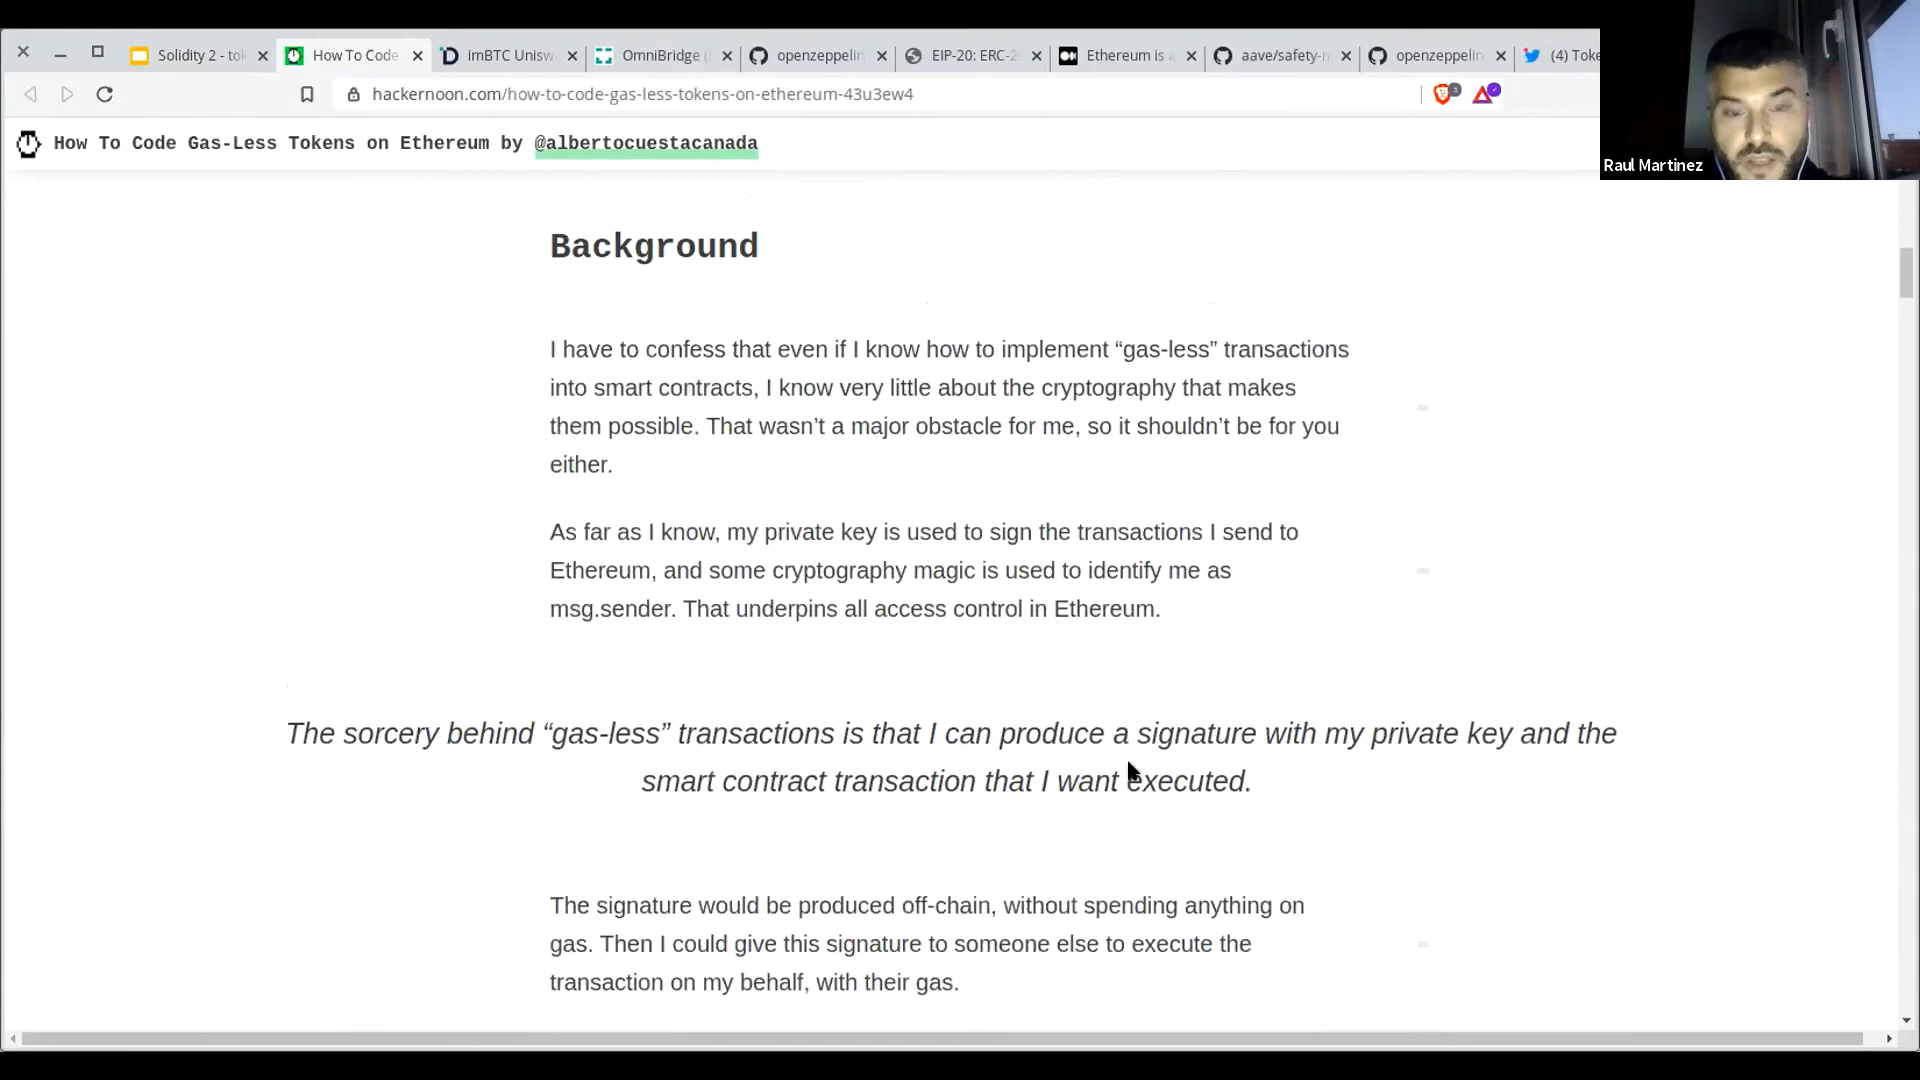 Solidity 2 - tok
How To Code
imBTC Unisw
OmniBridge
openzeppelin
EIP-20: ERC-2
Ethereum is a
aave/safety-
openzeppelin
(4) Toke
hackernoon.com/how-to-code-gas-less-tokens-on-ethereum-43u3ew4
3
How To Code Gas-Less Tokens on Ethereum by @albertocuestacanada
Raul Martinez
Background
I have to confess that even if I know how to implement “gas-less” transactions
into smart contracts, I know very little about the cryptography that makes
them possible. That wasn’t a major obstacle for me, so it shouldn’t be for you
either.
As far as I know, my private key is used to sign the transactions I send to
Ethereum, and some cryptography magic is used to identify me as
msg.sender. That underpins all access control in Ethereum.
The sorcery behind “gas-less” transactions is that I can produce a signature with my private key and the
smart contract transaction that I want executed.
The signature would be produced off-chain, without spending anything on
gas. Then I could give this signature to someone else to execute the
transaction on my behalf, with their gas.